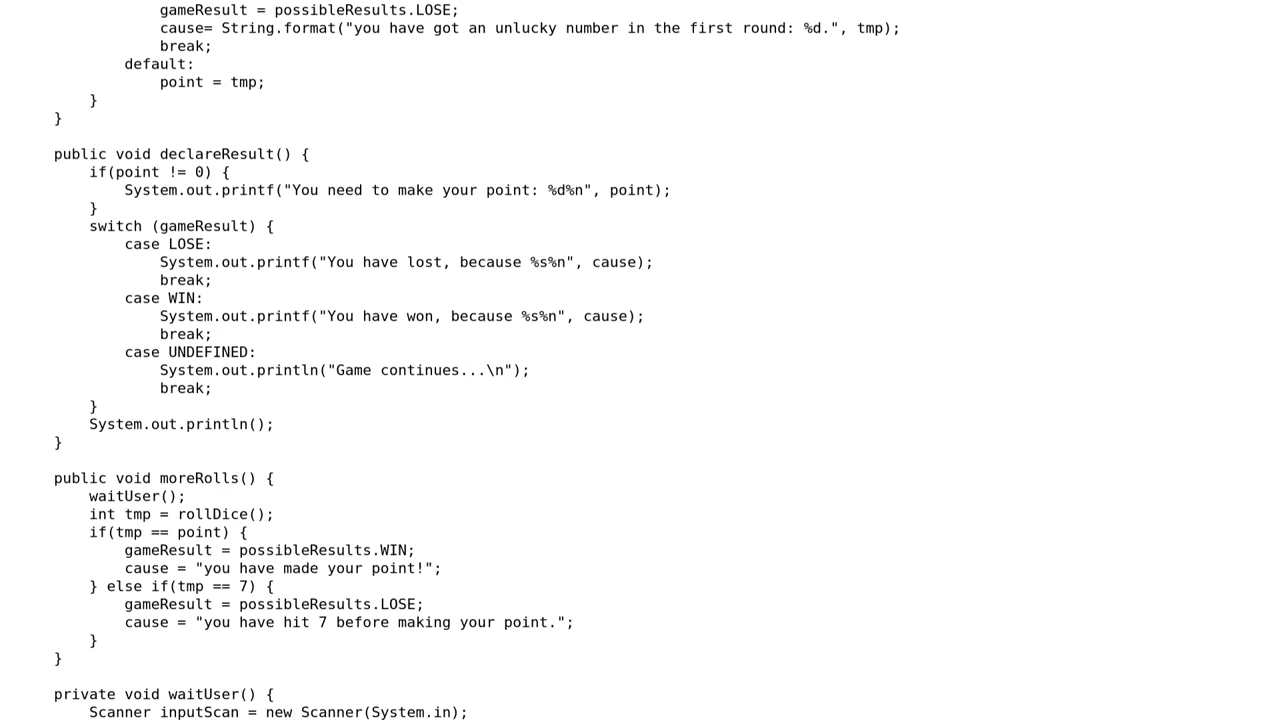 gameResult = possibleResults.LOSE;
            cause= String.format("you have got an unlucky number in the first round: %d.", tmp);
            break;
        default:
            point = tmp;
    }
}

public void declareResult() {
    if(point != 0) {
        System.out.printf("You need to make your point: %d%n", point);
    }
    switch (gameResult) {
        case LOSE:
            System.out.printf("You have lost, because %s%n", cause);
            break;
        case WIN:
            System.out.printf("You have won, because %s%n", cause);
            break;
        case UNDEFINED:
            System.out.println("Game continues...\n");
            break;
    }
    System.out.println();
}

public void moreRolls() {
    waitUser();
    int tmp = rollDice();
    if(tmp == point) {
        gameResult = possibleResults.WIN;
        cause = "you have made your point!";
    } else if(tmp == 7) {
        gameResult = possibleResults.LOSE;
        cause = "you have hit 7 before making your point.";
    }
}

private void waitUser() {
    Scanner inputScan = new Scanner(System.in);